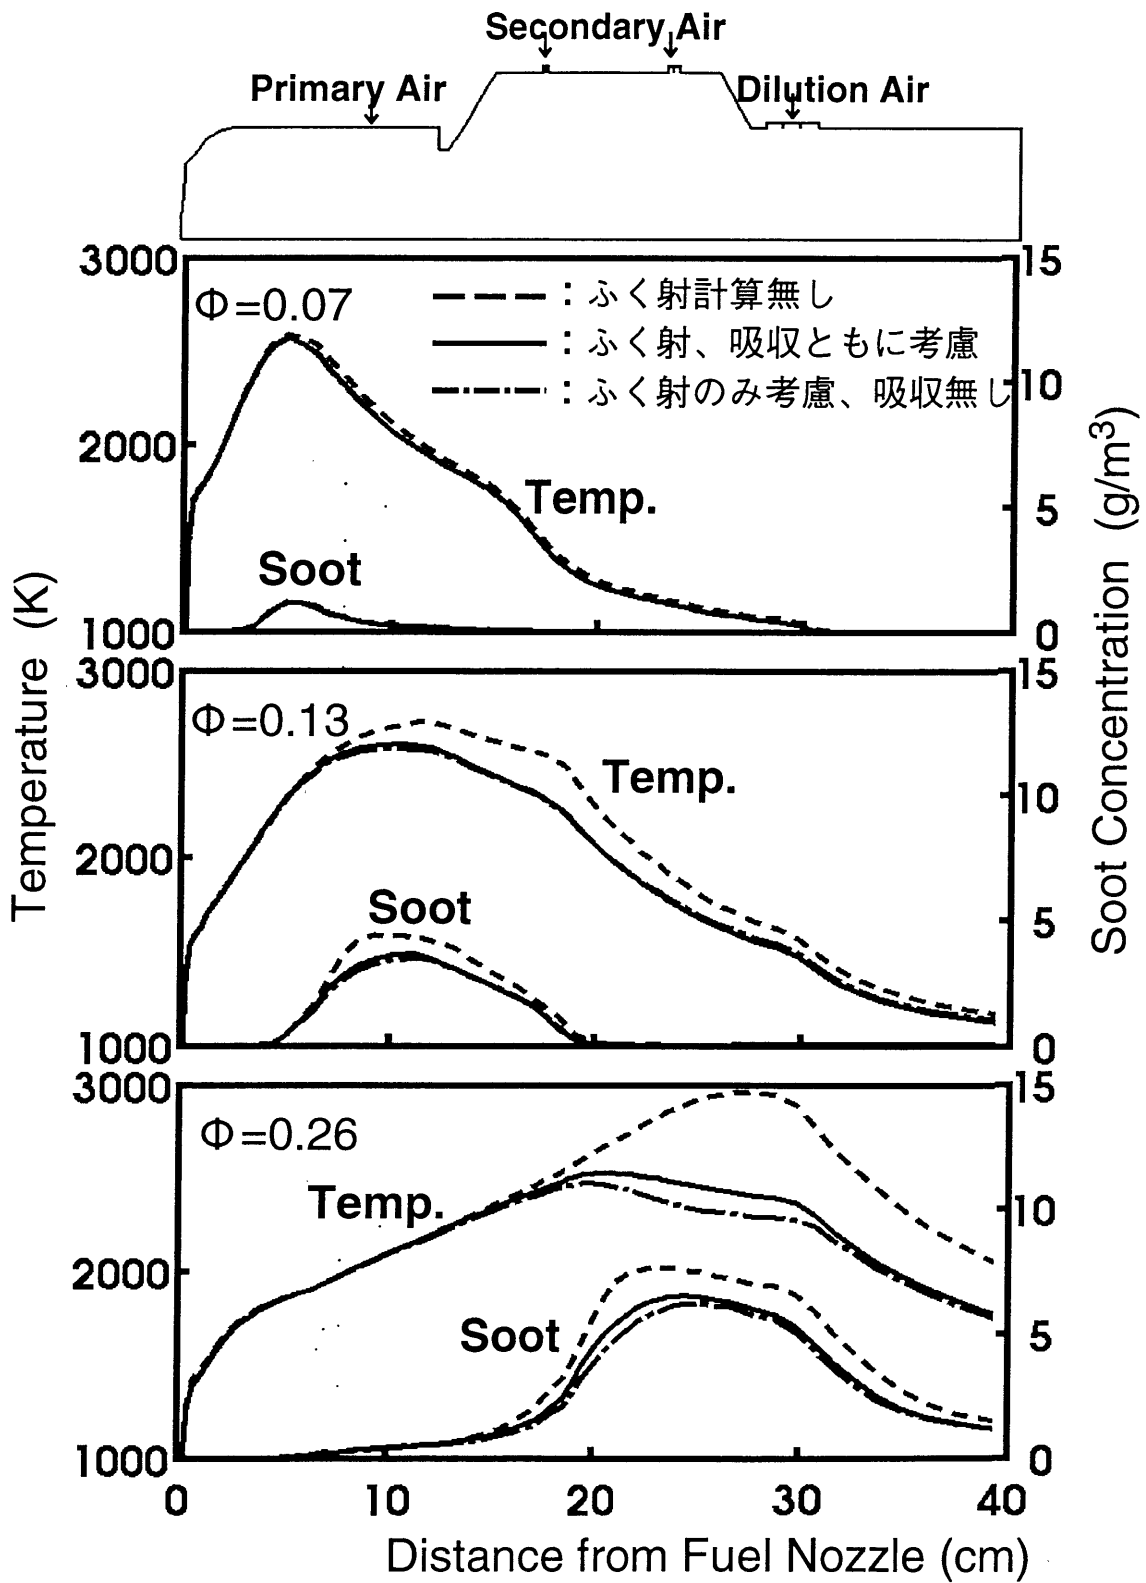 Secondary Air
Primary Air
Dilution Air
3000
15
Φ=0.07
: ふく射計算無し
: ふく射、吸収ともに考慮
: ふく射のみ考慮、吸収無し
10
2000
Temp.
5
Soot
1000
0
3000
15
Φ=0.13
Temp.
10
2000
Soot
5
1000
0
3000
15
Φ=0.26
Temp.
10
2000
Soot
5
1000
0
0
10
20
30
40
Distance from Fuel Nozzle (cm)
Temperature (K)
Soot Concentration (g/m³)